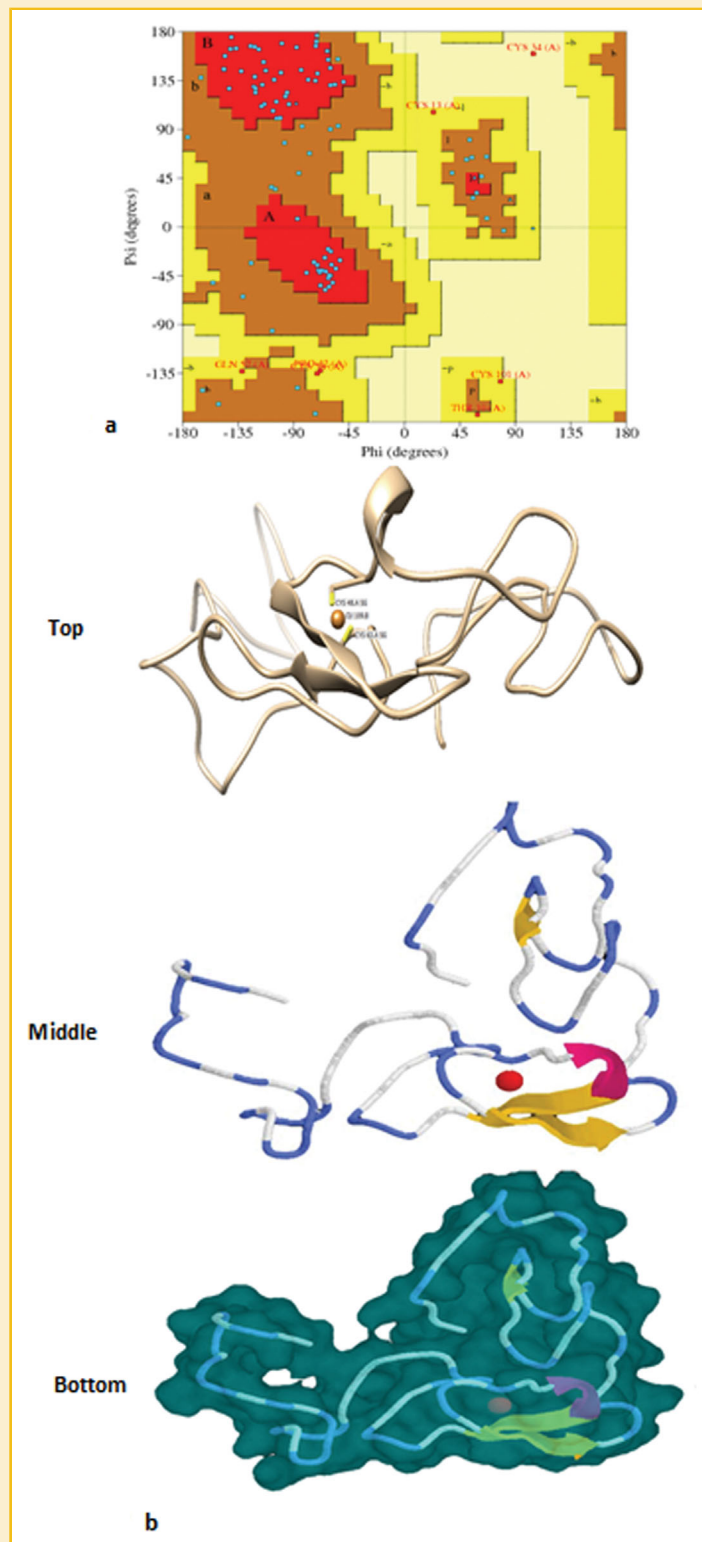 180
135
90
45
0
-45
-90
-135
Psi (degrees)
B
b
a
A
~b
l
~l
~a
~p
p
CYS 34 (A)
CYS 13 (A)
CYS 101 (A)
-180 -135 -90 -45 0 45 90 135 180
Phi (degrees)
a
Top
Middle
Bottom
b